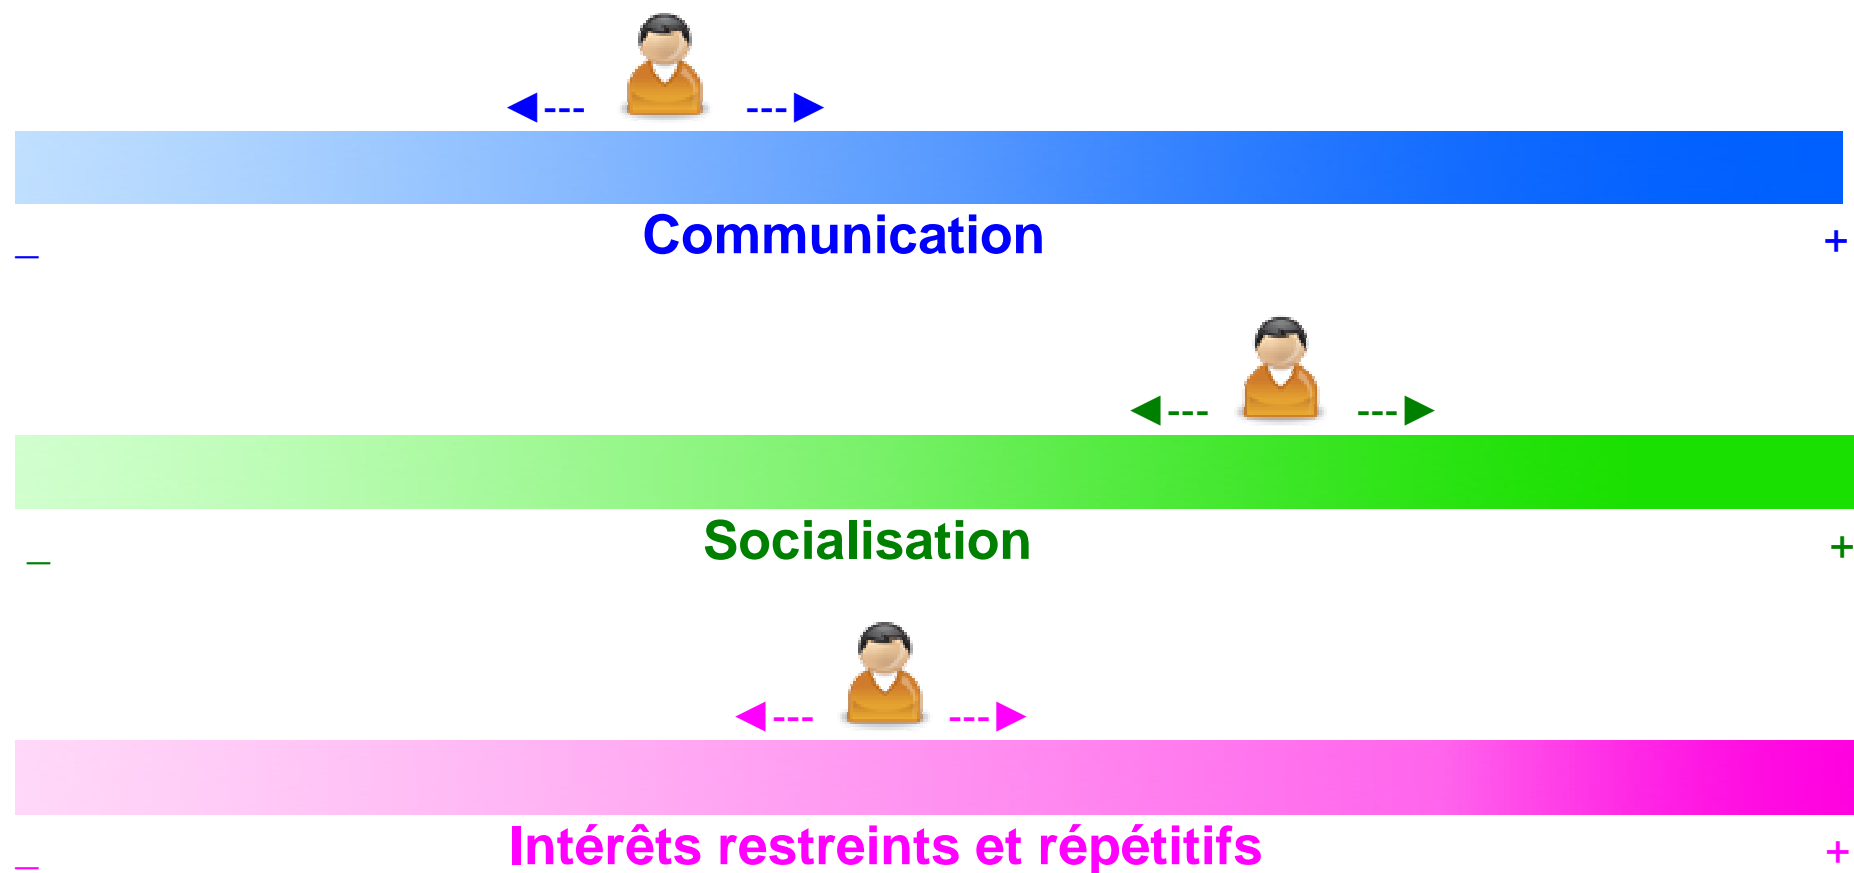 ◄--- ---►
Communication
_ +
◄--- ---►
Socialisation
_ +
◄--- ---►
Intérêts restreints et répétitifs
_ +